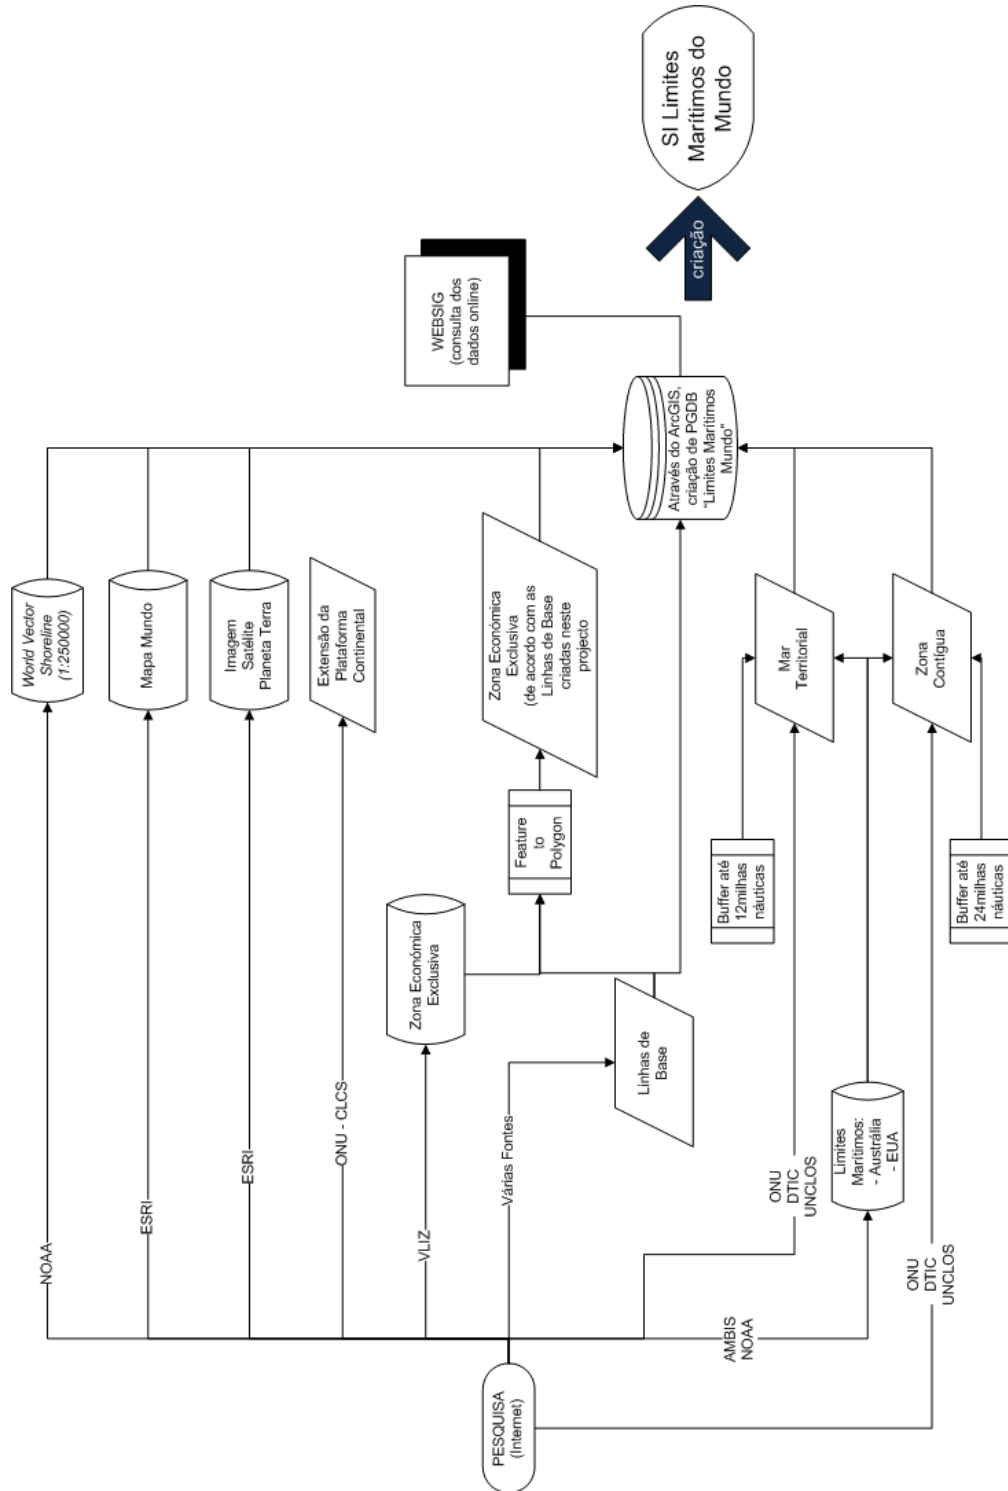 PESQUISA
(Internet)
NOAA
World Vector
Shoreline
(1:250000)
ESRI
Mapa Mundo
ESRI
Imagem
Satélite
Planeta Terra
ONU - CLCS
Extensão da
Plataforma
Continental
VLIZ
Zona Económica
Exclusiva
Feature
to
Polygon
Zona Económica
Exclusiva
(de acordo com as
Linhas de Base
criadas neste
projecto
Várias Fontes
Linhas de
Base
ONU
DTIC
UNCLOS
Buffer até
12milhas
náuticas
Mar
Territorial
AMBIS
NOAA
Limites
Marítimos:
- Austrália
- EUA
ONU
DTIC
UNCLOS
Buffer até
24milhas
náuticas
Zona
Contígua
Através do ArcGIS,
criação de PGDB
"Limites Marítimos
Mundo"
WEBSIG
(consulta dos
dados online)
criação
SI Limites
Marítimos do
Mundo